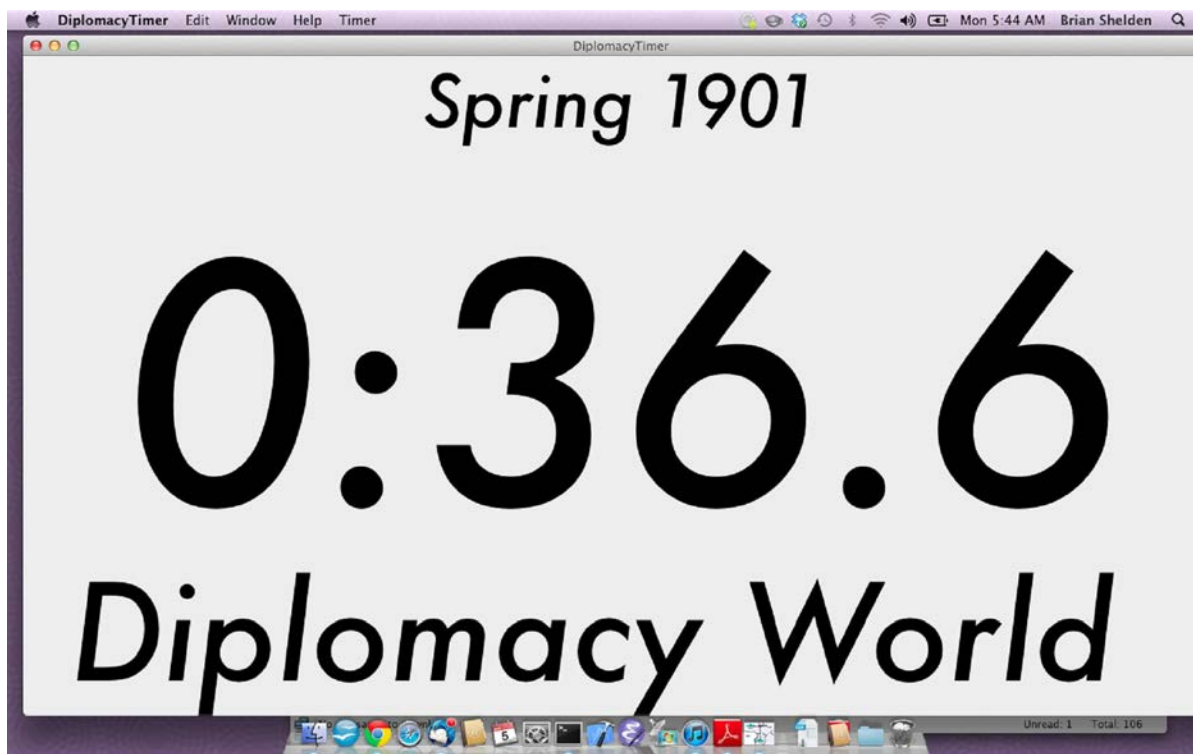 DiplomacyTimer Edit Window Help Timer Mon 5:44 AM Brian Shelden
DiplomacyTimer
Spring 1901
0:36.6
Diplomacy World
5
Unread: 1 Total: 106